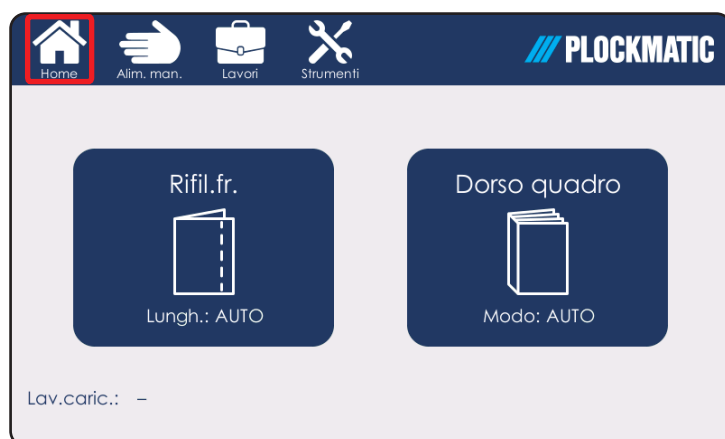 Home Alim. man. Lavori Strumenti
PLOCKMATIC
Rifil.fr.
Lungh.: AUTO
Dorso quadro
Modo: AUTO
Lav.caric.: –